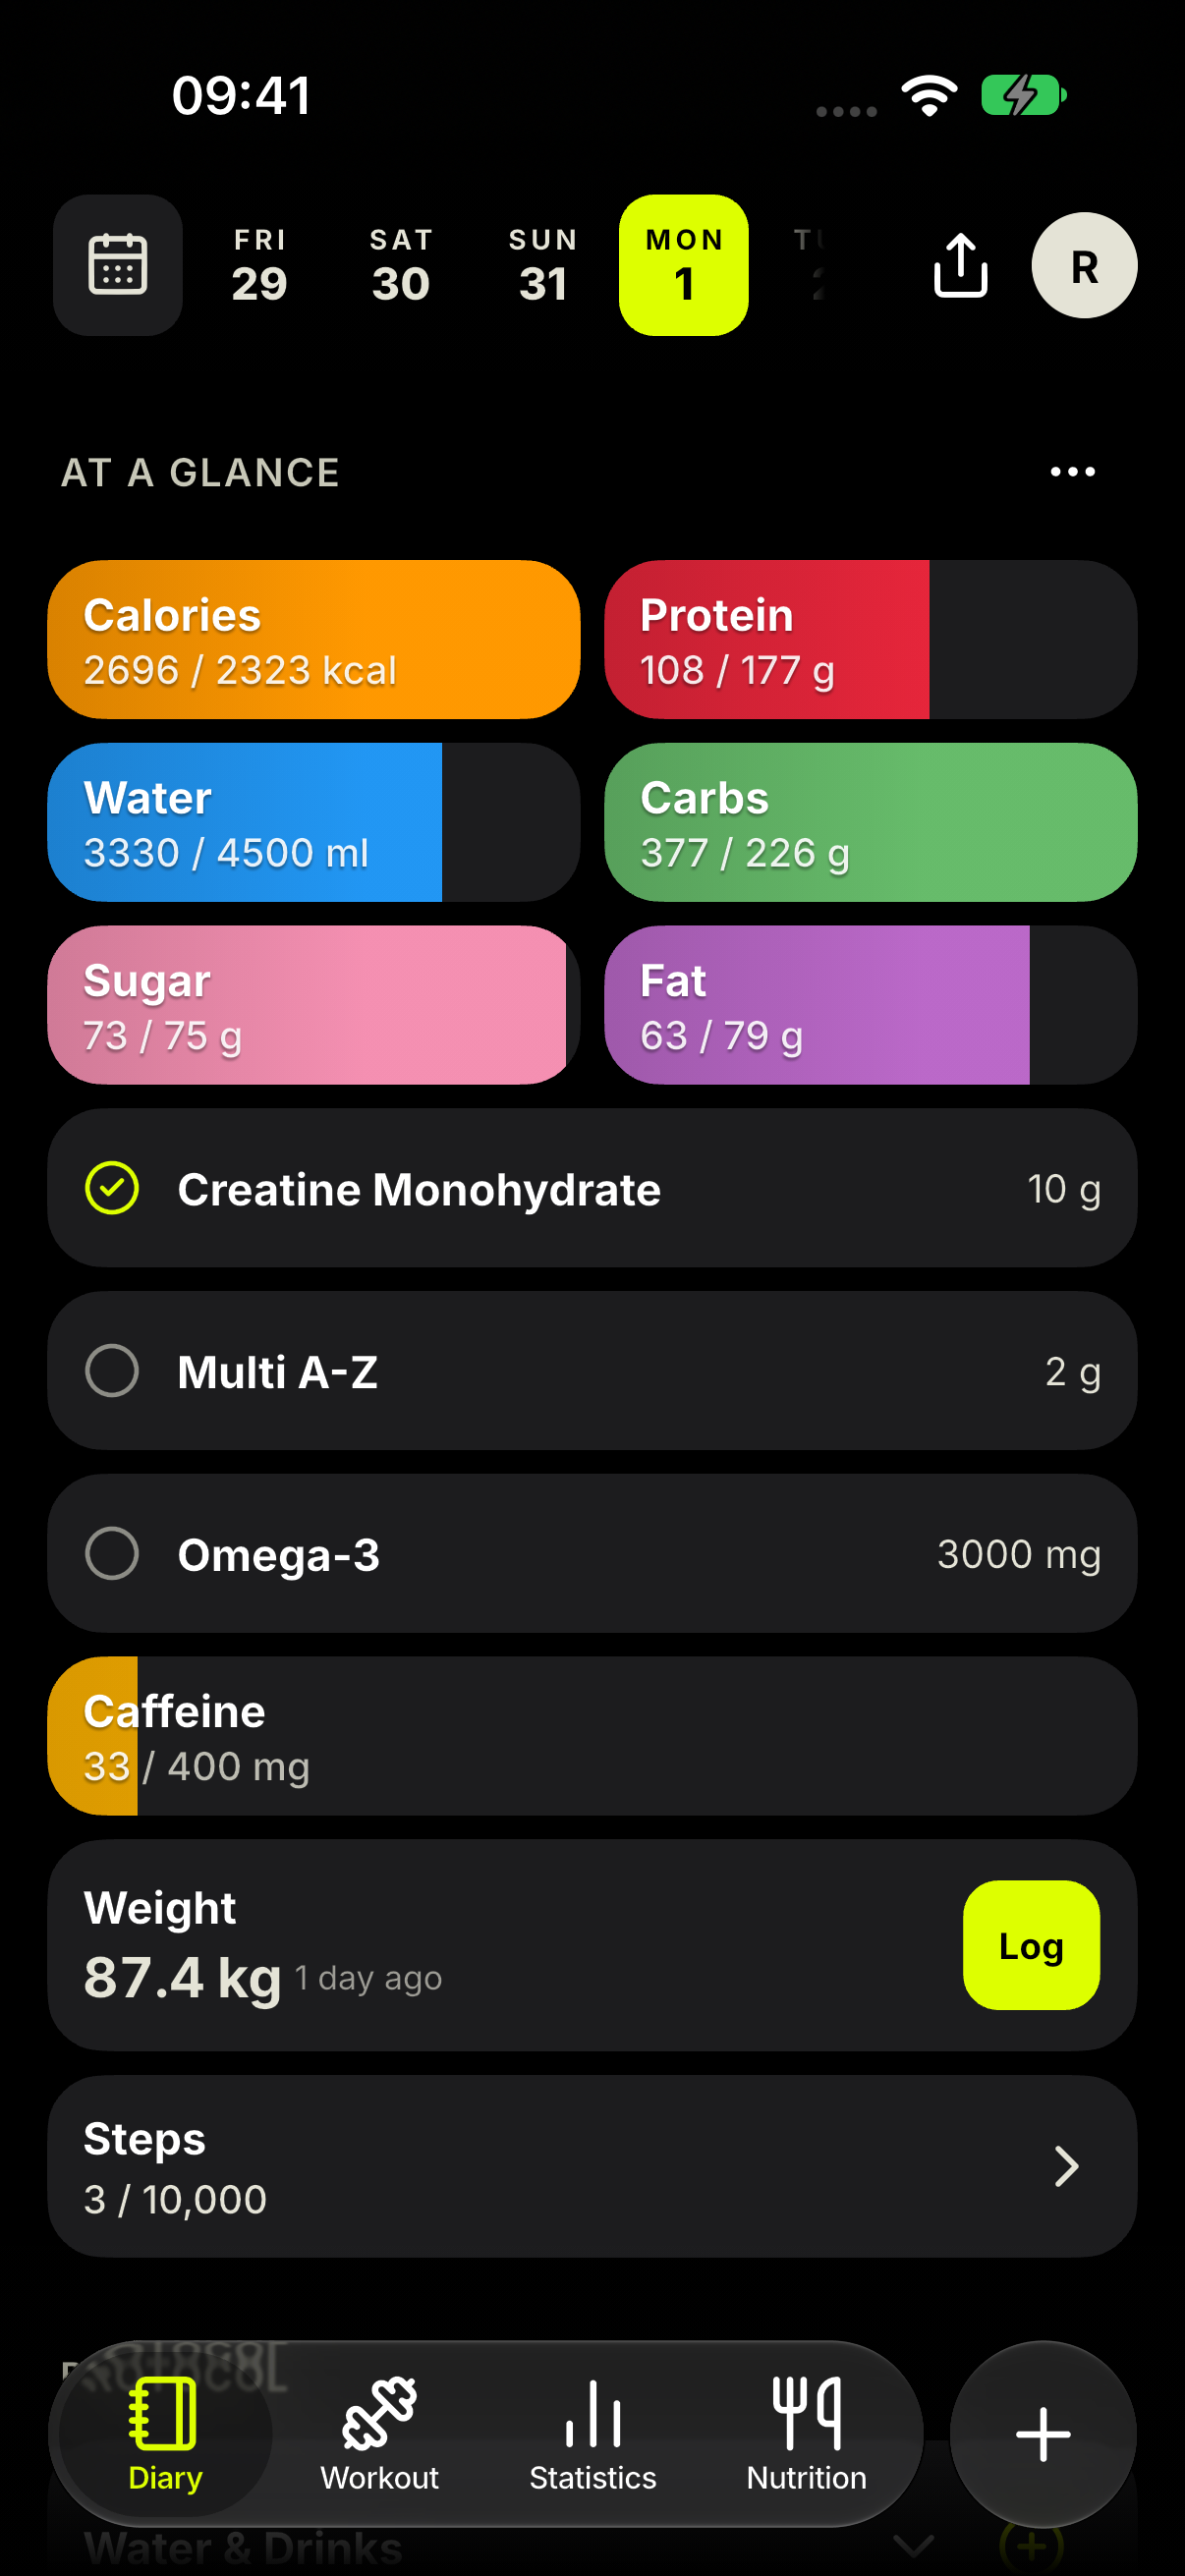 09:41
FRI
29
SAT
30
SUN
31
MON
1
R
AT A GLANCE
Calories
2696 / 2323 kcal
Protein
108 / 177 g
Water
3330 / 4500 ml
Carbs
377 / 226 g
Sugar
73 / 75 g
Fat
63 / 79 g
Creatine Monohydrate
10 g
Multi A-Z
2 g
Omega-3
3000 mg
Caffeine
33 / 400 mg
Weight
87.4 kg 1 day ago
Log
Steps
3 / 10,000
Diary
Workout
Statistics
Nutrition
Water & Drinks